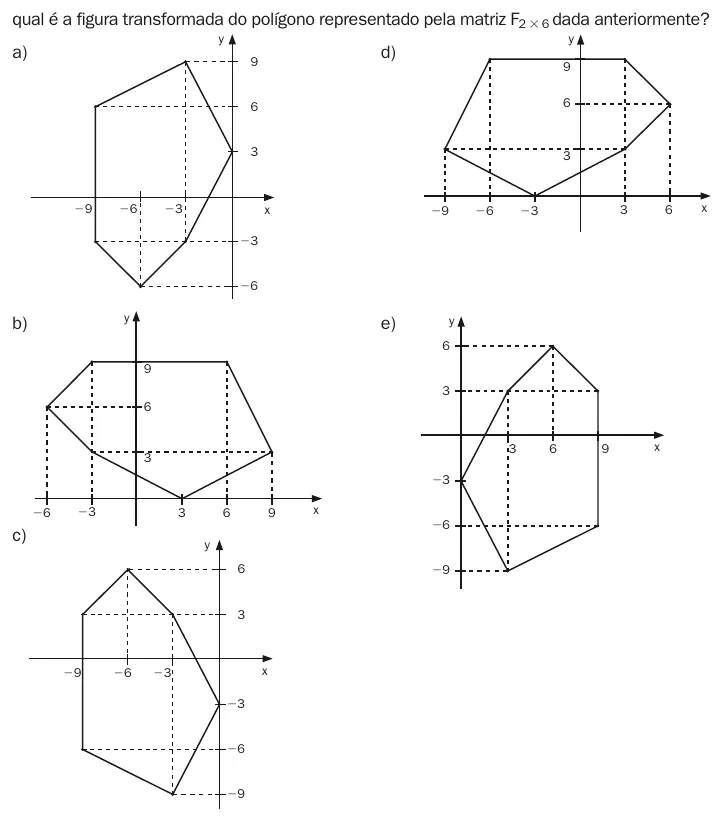 qual é a figura transformada do polígono representado pela matriz F2 × 6 dada anteriormente?
a)
y
9
6
3
−9 −6 −3 x
−3
−6
d)
y
9
6
3
−9 −6 −3 3 6 x
b)
y
9
6
3
−6 −3 3 6 9 x
e)
y
6
3
3 6 9 x
−3
−6
−9
c)
y
6
3
−9 −6 −3 x
−3
−6
−9